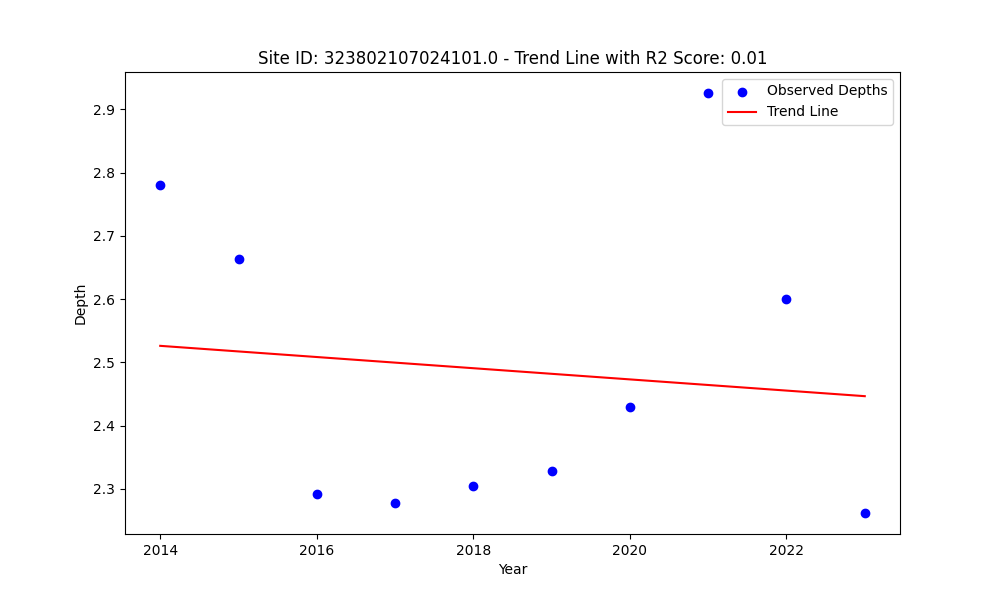 Site ID: 323802107024101.0 - Trend Line with R2 Score: 0.01
Observed Depths
Trend Line
2.9
2.8
2.7
2.6
2.5
2.4
2.3
Depth
2014
2016
2018
2020
2022
Year